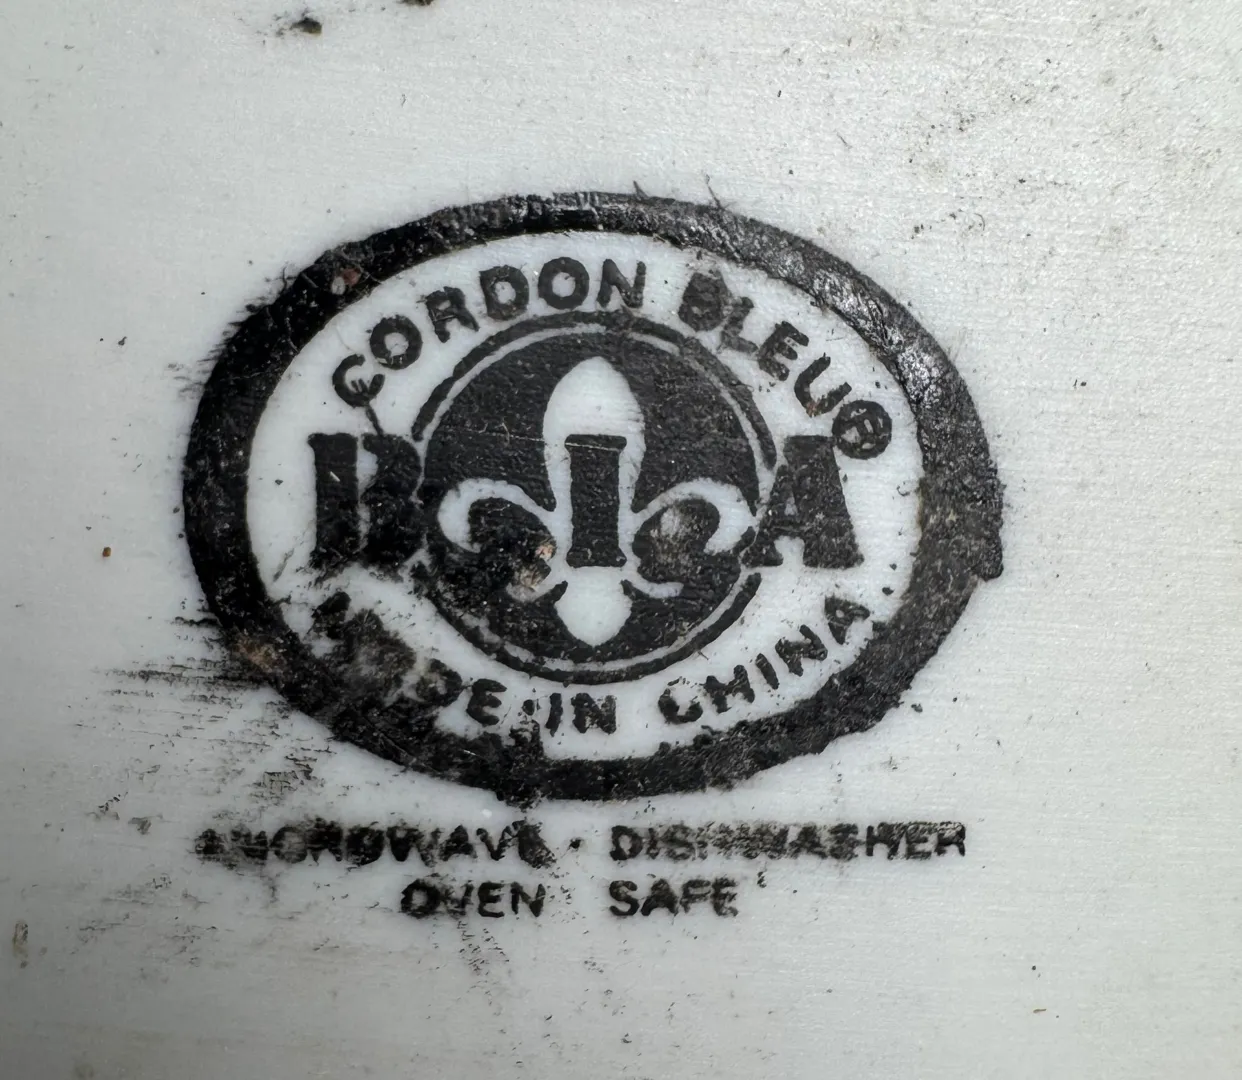 CORDON BLEU®
BIA
MADE IN CHINA
MICROWAVE · DISHWASHER
OVEN SAFE